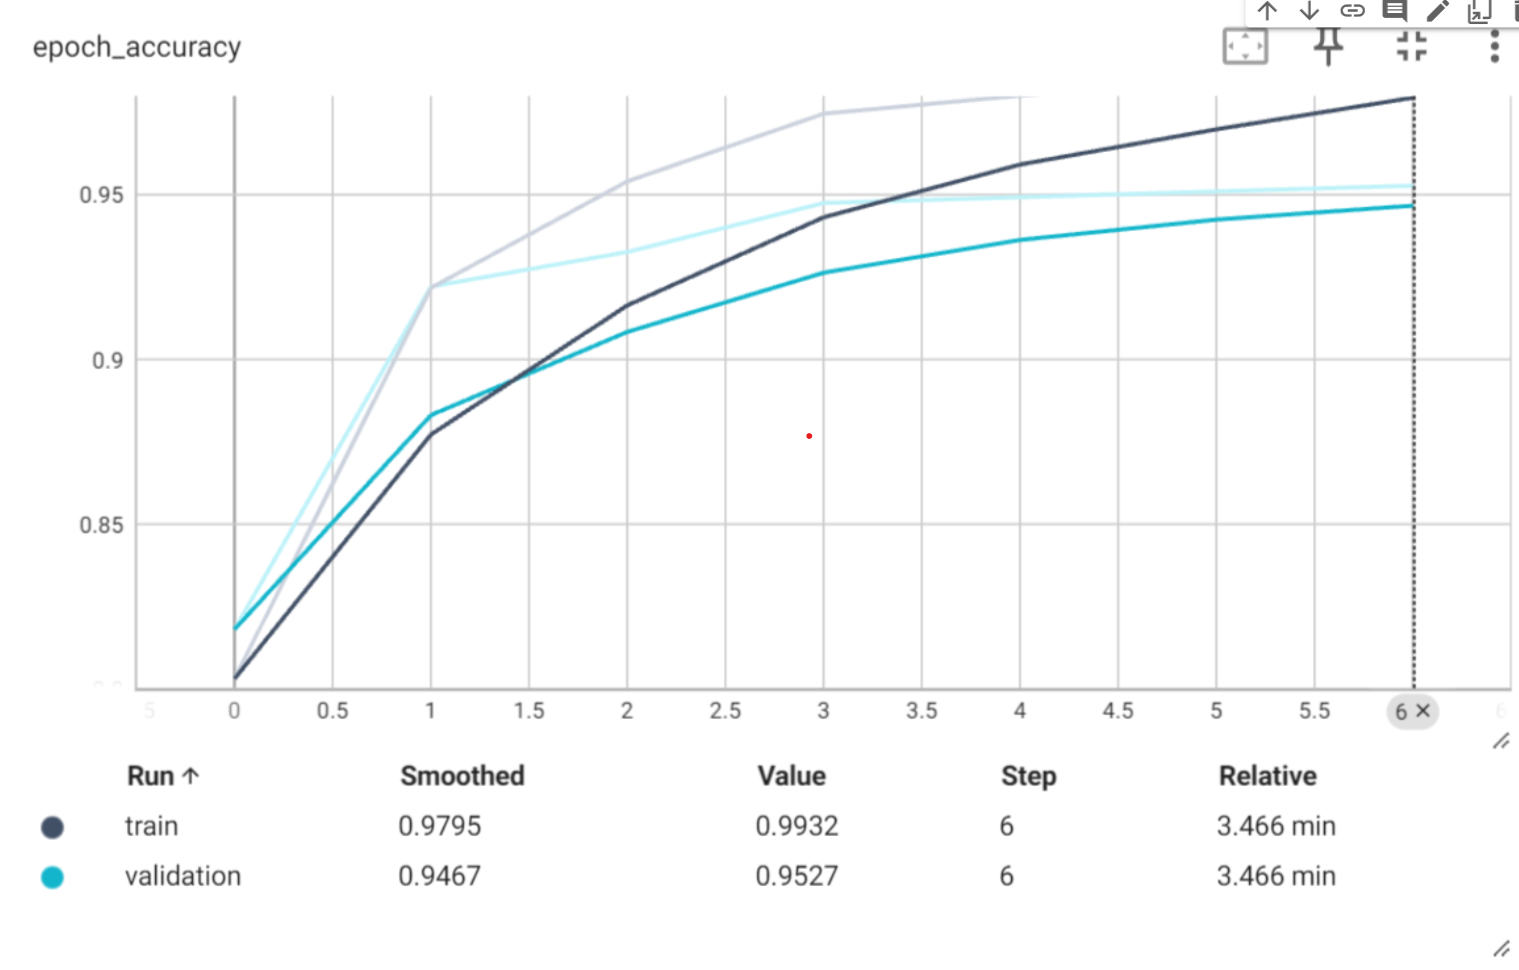 epoch_accuracy
0.95
0.9
0.85
5 0 0.5 1 1.5 2 2.5 3 3.5 4 4.5 5 5.5 6 × 6
Run ↑ Smoothed Value Step Relative
train 0.9795 0.9932 6 3.466 min
validation 0.9467 0.9527 6 3.466 min